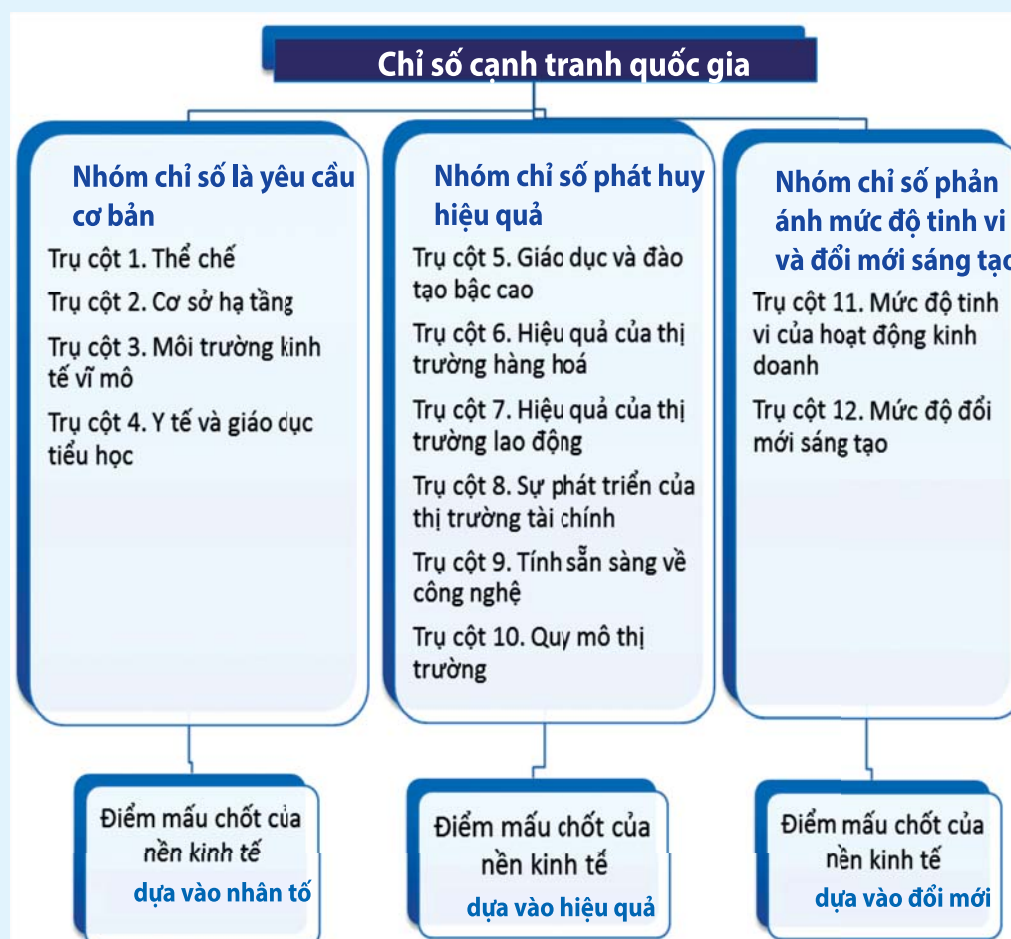 Chỉ số cạnh tranh quốc gia
Nhóm chỉ số là yêu cầu
cơ bản
Trụ cột 1. Thể chế
Trụ cột 2. Cơ sở hạ tầng
Trụ cột 3. Môi trường kinh
tế vĩ mô
Trụ cột 4. Y tế và giáo dục
tiểu học
Nhóm chỉ số phát huy
hiệu quả
Trụ cột 5. Giáo dục và đào
tạo bậc cao
Trụ cột 6. Hiệu quả của thị
trường hàng hoá
Trụ cột 7. Hiệu quả của thị
trường lao động
Trụ cột 8. Sự phát triển của
thị trường tài chính
Trụ cột 9. Tính sẵn sàng về
công nghệ
Trụ cột 10. Quy mô thị
trường
Nhóm chỉ số phản
ánh mức độ tinh vi
và đổi mới sáng tạo
Trụ cột 11. Mức độ tinh
vi của hoạt động kinh
doanh
Trụ cột 12. Mức độ đổi
mới sáng tạo
Điểm mấu chốt của
nền kinh tế
dựa vào nhân tố
Điểm mấu chốt của
nền kinh tế
dựa vào hiệu quả
Điểm mấu chốt của
nền kinh tế
dựa vào đổi mới